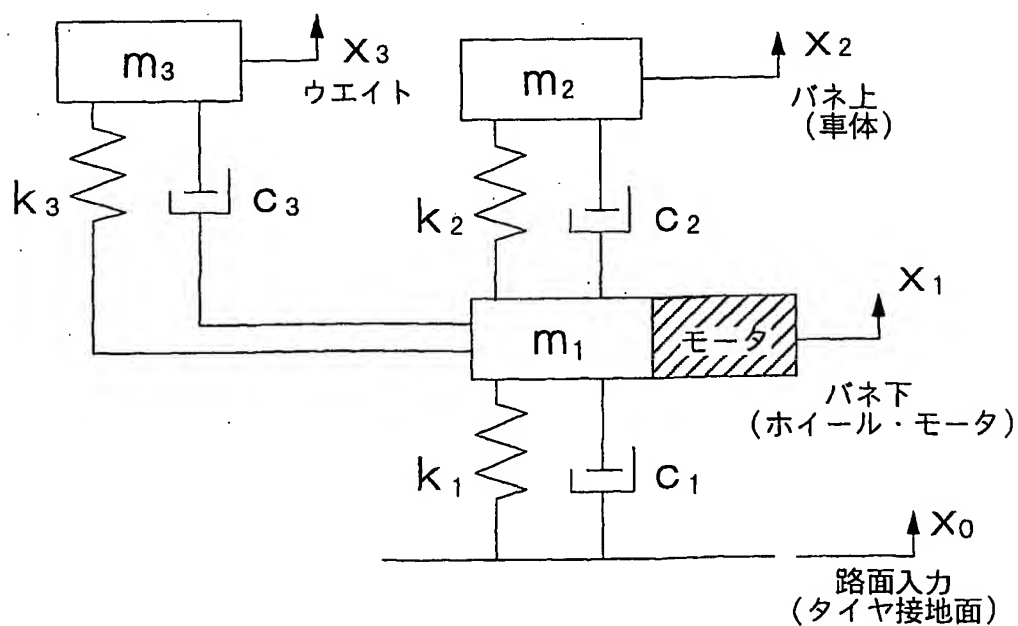 m3
x3
ウエイト
m2
x2
バネ上
(車体)
k3
c3
k2
c2
x1
m1
モータ
バネ下
(ホイール・モータ)
k1
c1
x0
路面入力
(タイヤ接地面)